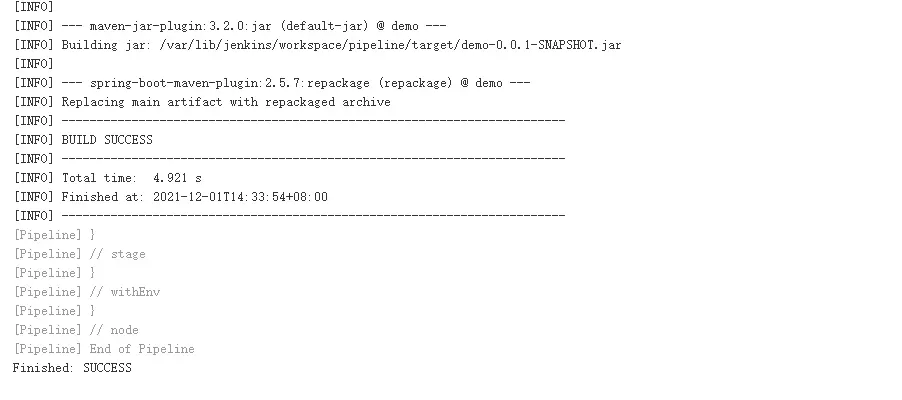 [INFO]
[INFO] --- maven-jar-plugin:3.2.0:jar (default-jar) @ demo ---
[INFO] Building jar: /var/lib/jenkins/workspace/pipeline/target/demo-0.0.1-SNAPSHOT.jar
[INFO]
[INFO] --- spring-boot-maven-plugin:2.5.7:repackage (repackage) @ demo ---
[INFO] Replacing main artifact with repackaged archive
[INFO] ------------------------------------------------------------------------
[INFO] BUILD SUCCESS
[INFO] ------------------------------------------------------------------------
[INFO] Total time:  4.921 s
[INFO] Finished at: 2021-12-01T14:33:54+08:00
[INFO] ------------------------------------------------------------------------
[Pipeline] }
[Pipeline] // stage
[Pipeline] }
[Pipeline] // withEnv
[Pipeline] }
[Pipeline] // node
[Pipeline] End of Pipeline
Finished: SUCCESS